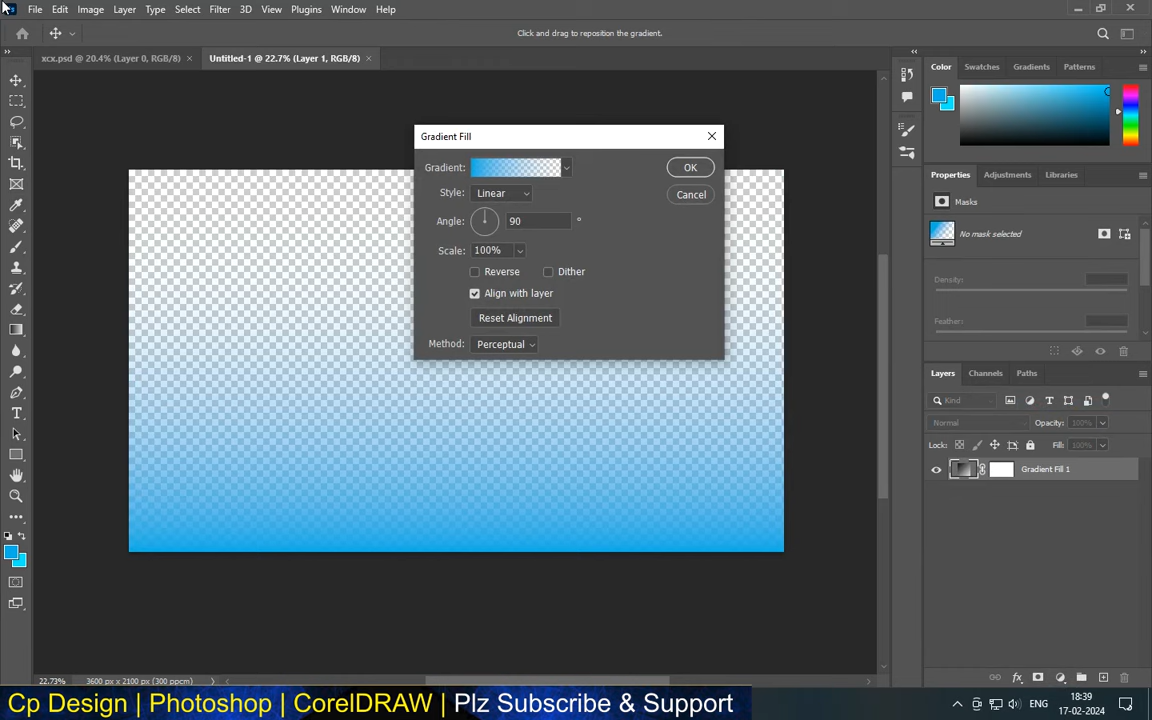 File Edit Image Layer Type Select Filter 3D View Plugins Window Help
Click and drag to reposition the gradient.
xcx.psd @ 20.4% (Layer 0, RGB/8) × Untitled-1 @ 22.7% (Layer 1, RGB/8) ×
Color Swatches Gradients Patterns
Gradient Fill
Gradient: OK
Style: Linear Cancel
Angle: 90 °
Scale: 100%
Reverse Dither
Align with layer
Reset Alignment
Method: Perceptual
Properties Adjustments Libraries
Masks
No mask selected
Density:
Feather:
Layers Channels Paths
Kind
Normal Opacity: 100%
Lock: Fill: 100%
Gradient Fill 1
22.73% 3600 px x 2100 px (300 ppcm)
Cp Design | Photoshop | CorelDRAW | Plz Subscribe & Support
ENG 18:39
17-02-2024